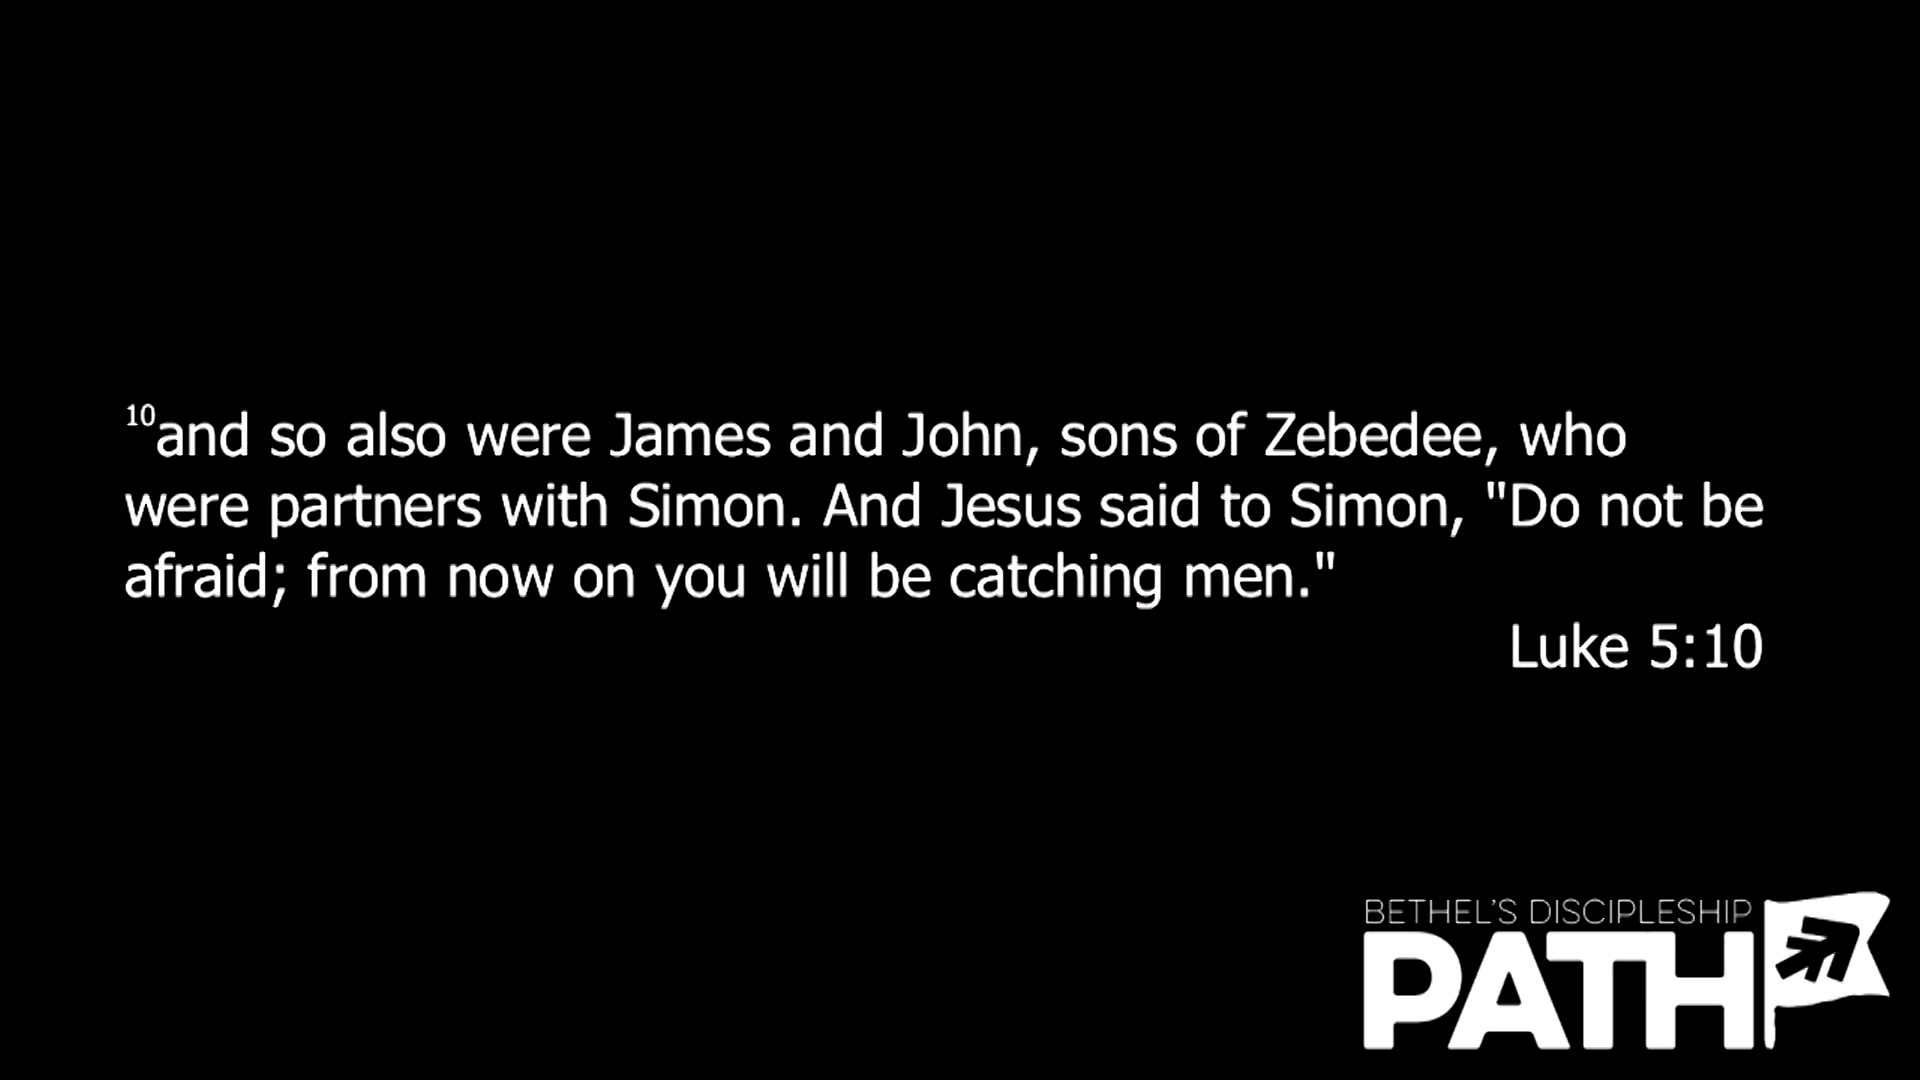 10and so also were James and John, sons of Zebedee, who
were partners with Simon. And Jesus said to Simon, "Do not be
afraid; from now on you will be catching men."
Luke 5:10
BETHEL'S DISCIPLESHIP
PATH